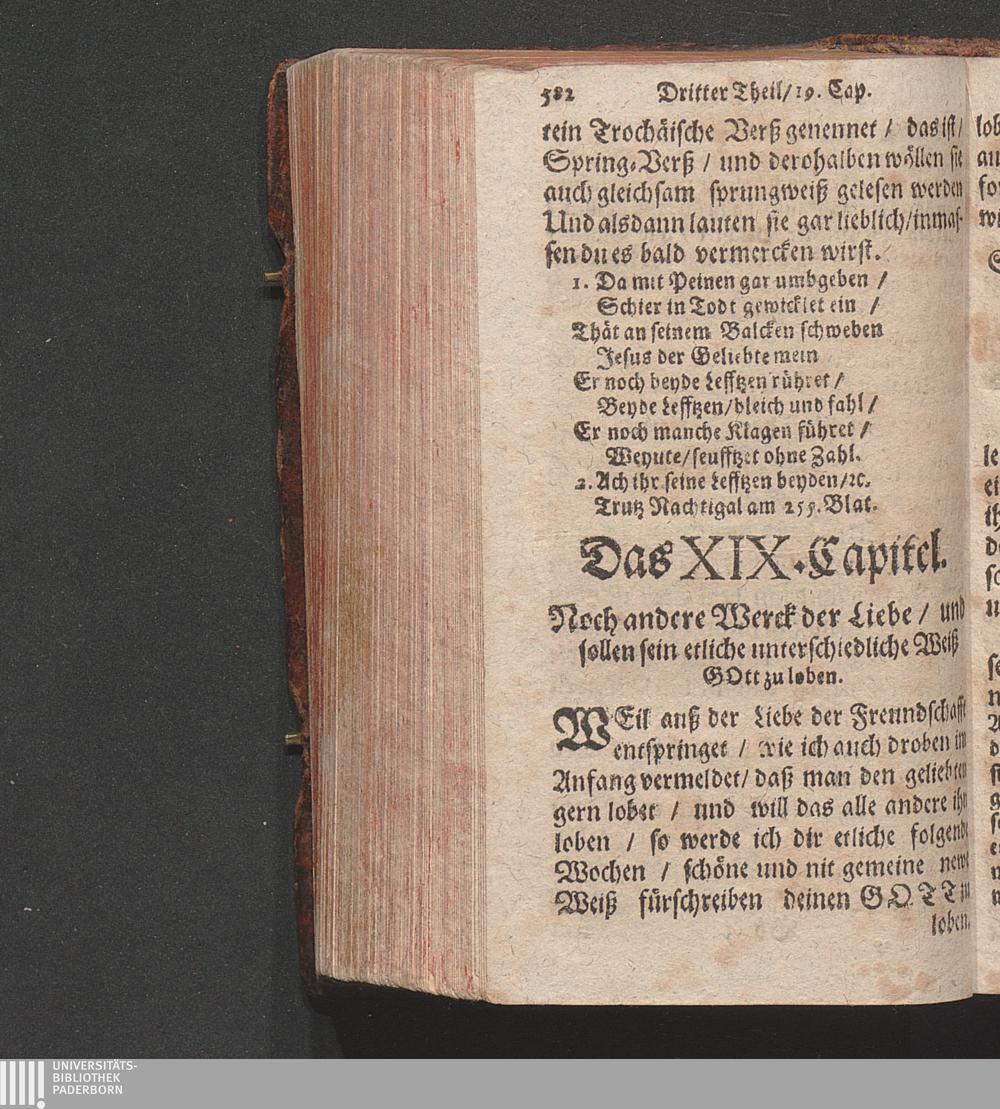 582 Dritter Theil/ 19. Cap.
tein Trochäische Verß genennet / das ist /
Spring-Verß / und derohalben wöllen sie
auch gleichsam sprungweiß gelesen werden
Und alsdann lauten sie gar lieblich/inmas-
sen du es bald vermercken wirst.
1. Da mit Peinen gar umbgeben /
Schier in Todt gewicklet ein /
Thät an seinem Balcken schweben
Jesus der Geliebte mein
Er noch beyde Lefftzen rühret /
Beyde Lefftzen/bleich und fahl /
Er noch manche Klagen führet /
Weynte/seufftzet ohne Zahl.
2. Ach ihr seine Lefftzen beyden/ꝛc.
Trutz Nachtigal am 255. Blat.
Das XIX. Capitel.
Noch andere Werck der Liebe / und
sollen sein etliche unterschiedliche Weiß
GOtt zu loben.
WEil auß der Liebe der Freundschafft
entspringet / wie ich auch droben im
Anfang vermeldet/ daß man den geliebten
gern lobet / und will das alle andere ihn
loben / so werde ich dir etliche folgende
Wochen / schöne und nit gemeine newe
Weiß fürschreiben deinen GOTT zu
loben.
UNIVERSITÄTS-
BIBLIOTHEK
PADERBORN